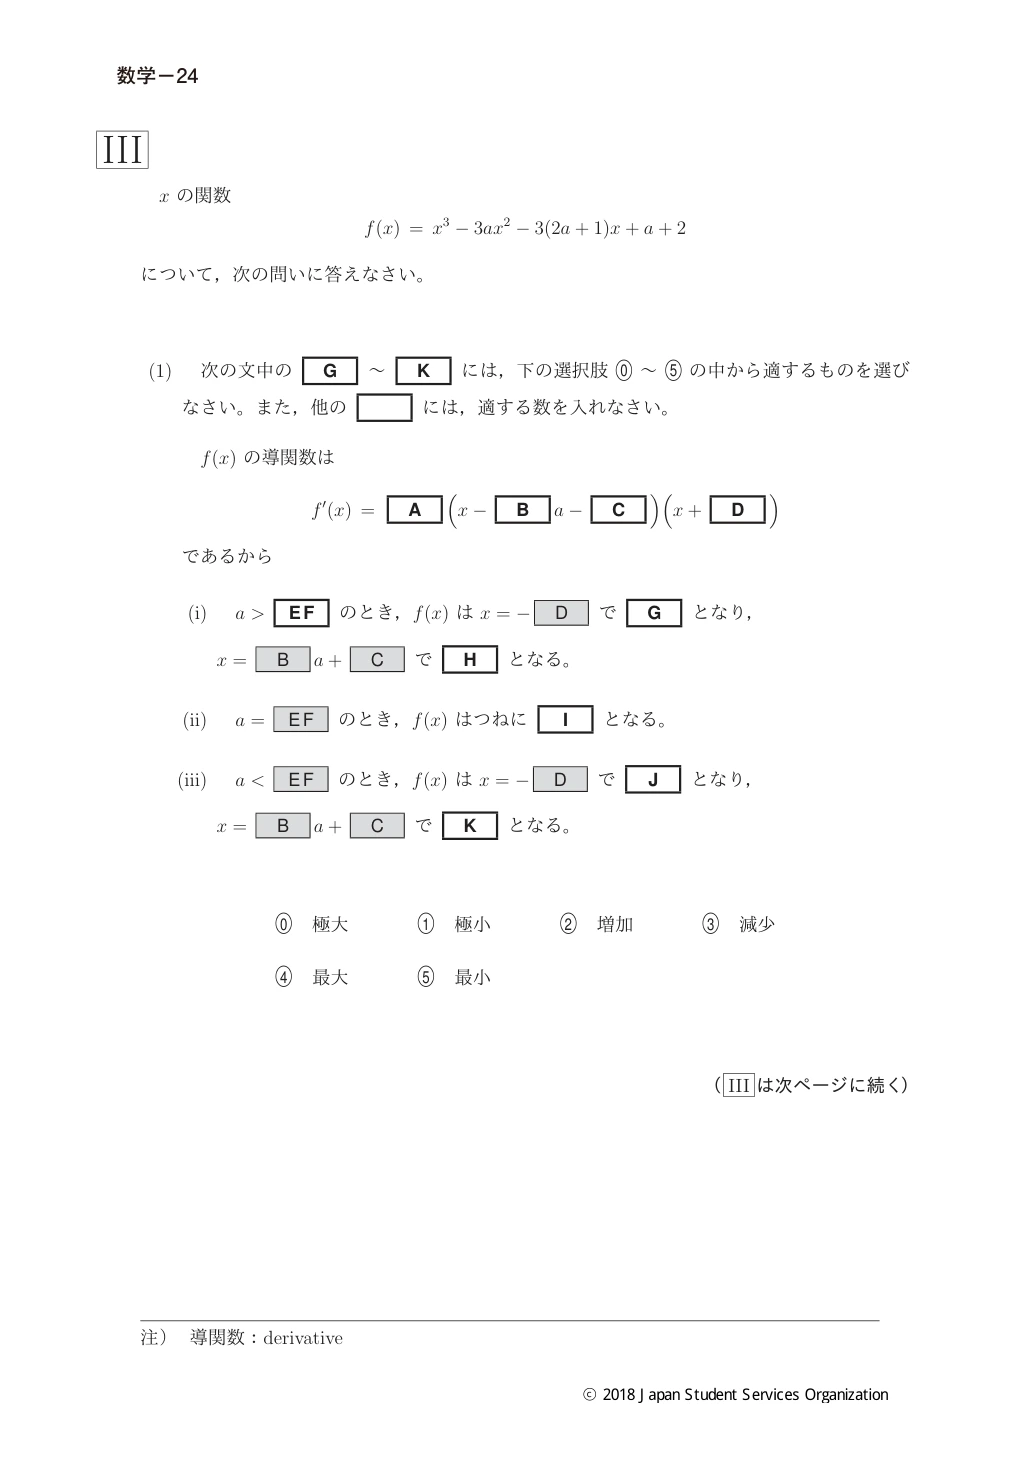 数学－24
III
x の関数
f(x) = x³ − 3ax² − 3(2a + 1)x + a + 2
について，次の問いに答えなさい。
(1) 次の文中の G ～ K には，下の選択肢 ⓪ ～ ⑤ の中から適するものを選び
なさい。また，他の には，適する数を入れなさい。
f(x) の導関数は
f′(x) = A (x − B a − C )(x + D )
であるから
(i) a > EF のとき，f(x) は x = − D で G となり，
x = B a + C で H となる。
(ii) a = EF のとき，f(x) はつねに I となる。
(iii) a < EF のとき，f(x) は x = − D で J となり，
x = B a + C で K となる。
⓪ 極大 ① 極小 ② 増加 ③ 減少
④ 最大 ⑤ 最小
（ III は次ページに続く）
注） 導関数：derivative
© 2018 Japan Student Services Organization